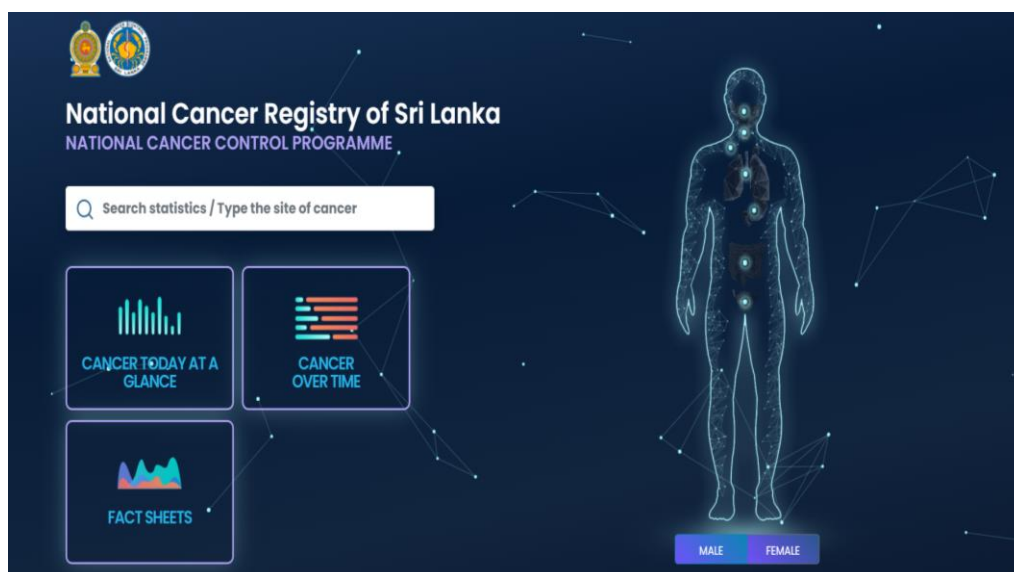 National Cancer Registry of Sri Lanka
NATIONAL CANCER CONTROL PROGRAMME
Search statistics / Type the site of cancer
CANCER TODAY AT A
GLANCE
CANCER
OVER TIME
FACT SHEETS
MALE
FEMALE